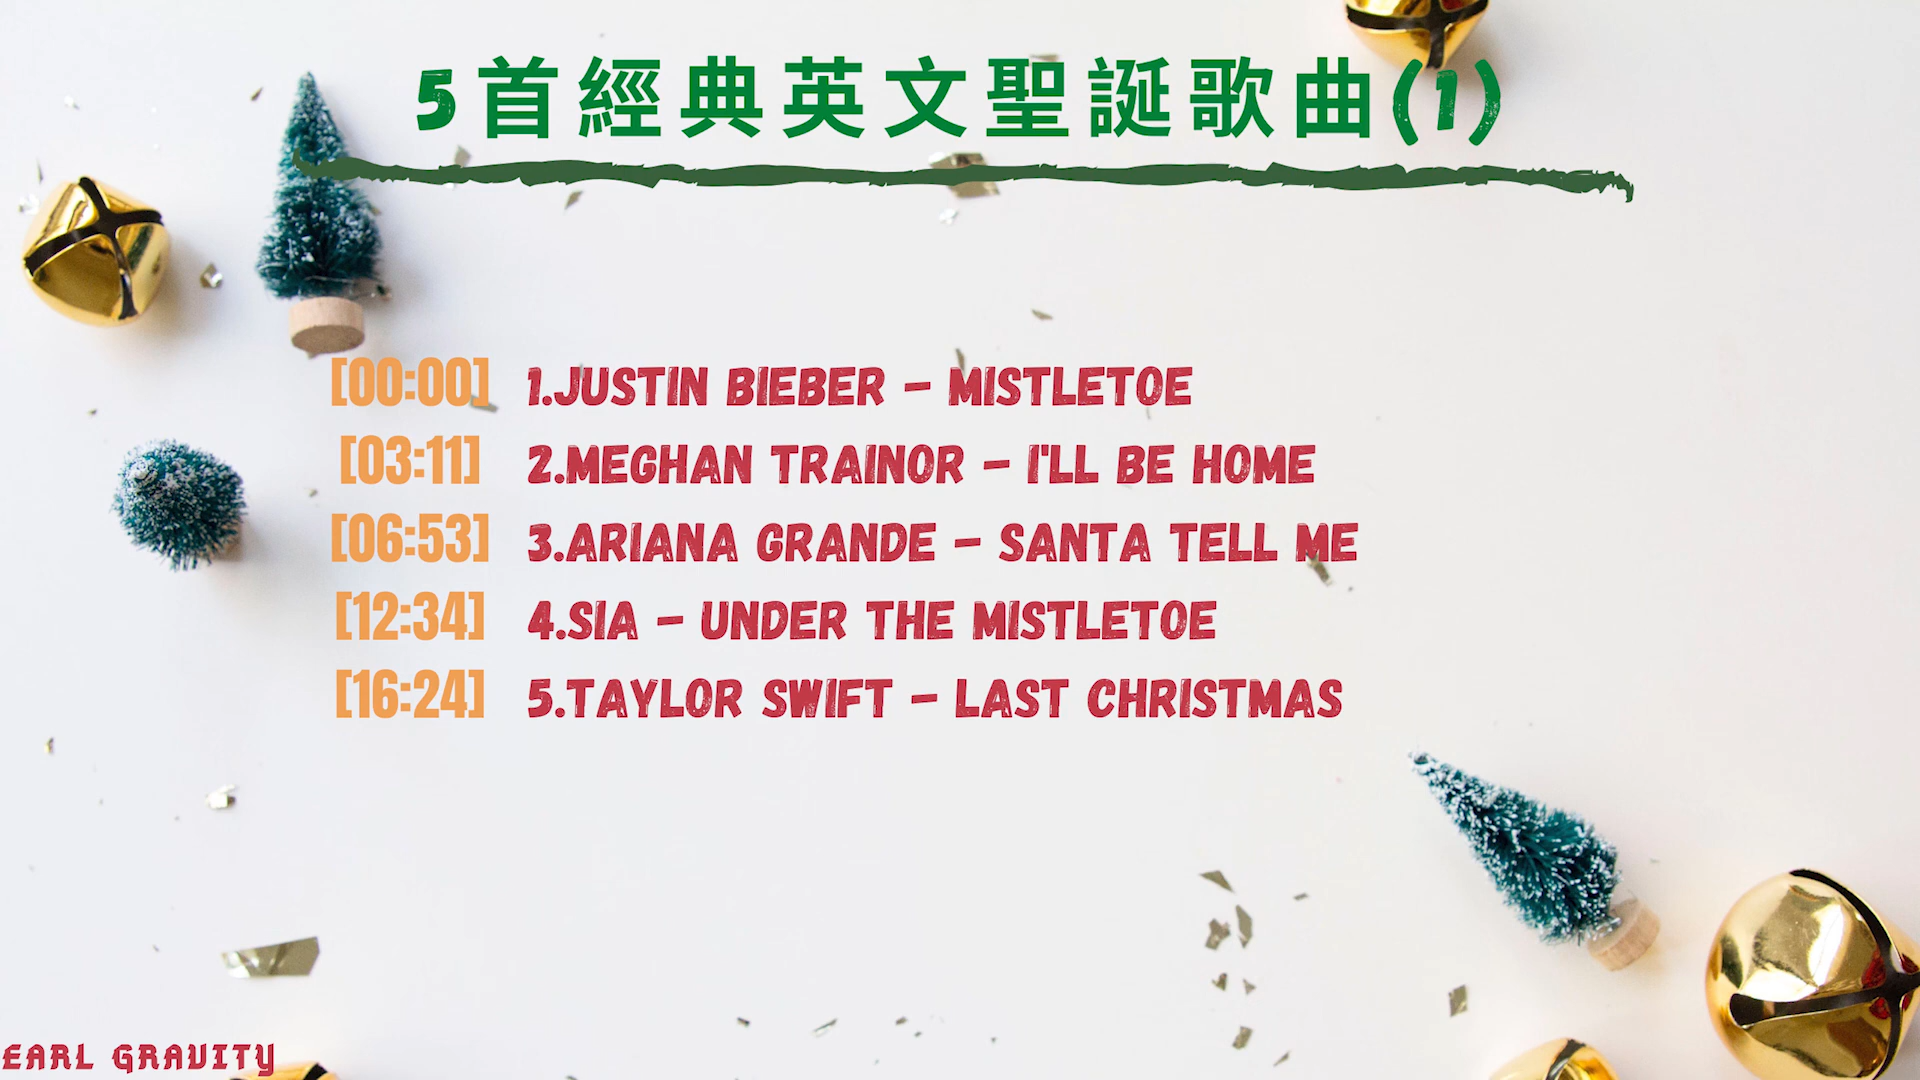 5首經典英文聖誕歌曲(1)
[00:00] 1.JUSTIN BIEBER - MISTLETOE
[03:11] 2.MEGHAN TRAINOR - I'LL BE HOME
[06:53] 3.ARIANA GRANDE - SANTA TELL ME
[12:34] 4.SIA - UNDER THE MISTLETOE
[16:24] 5.TAYLOR SWIFT - LAST CHRISTMAS
EARL GRAVITY